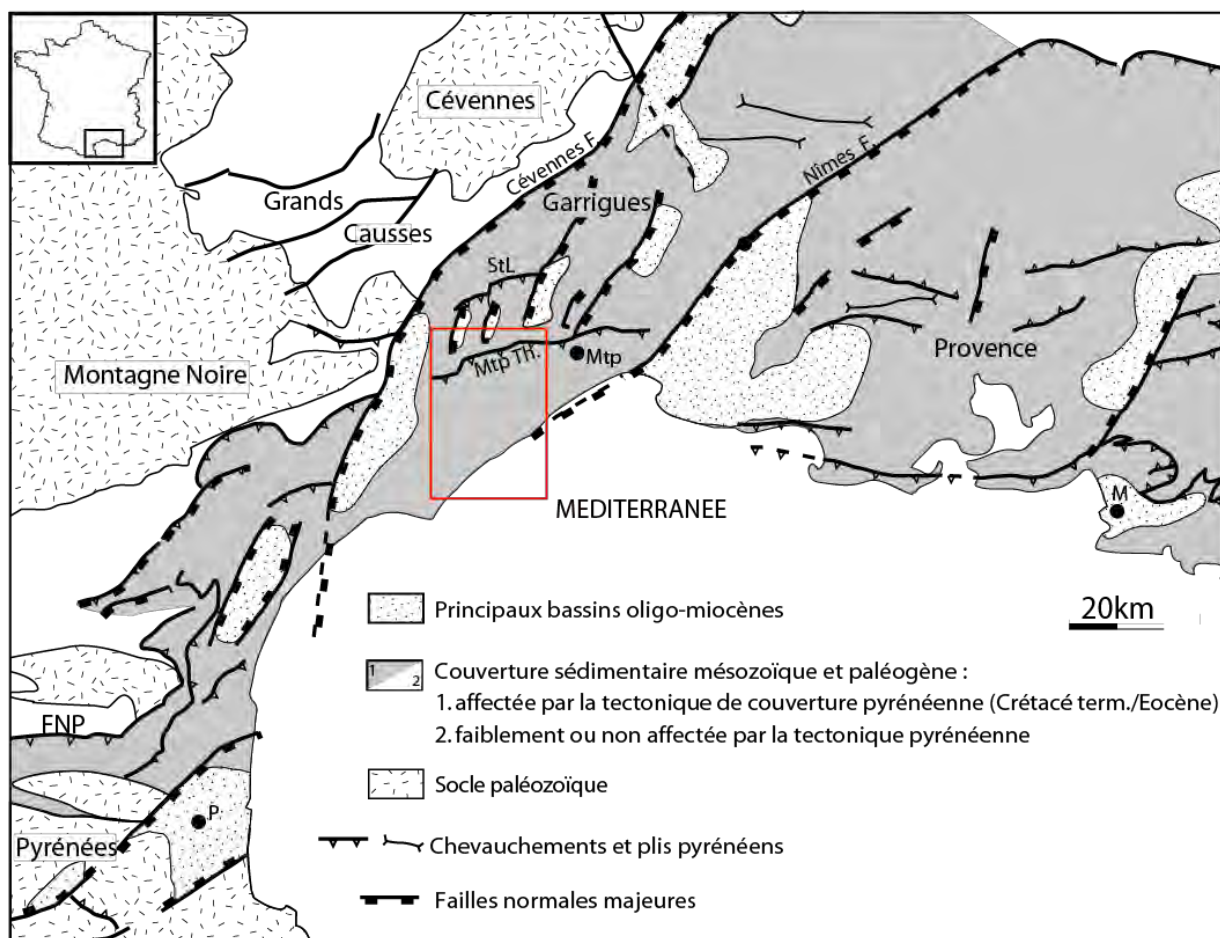 Cévennes
Cévennes F.
Nîmes F.
Grands
Causses
Garrigues
StL
Mtp Th.
Mtp
Provence
Montagne Noire
MEDITERRANEE
M
Principaux bassins oligo-miocènes
20km
1
2
Couverture sédimentaire mésozoïque et paléogène :
1. affectée par la tectonique de couverture pyrénéenne (Crétacé term./Eocène)
2. faiblement ou non affectée par la tectonique pyrénéenne
FNP
Socle paléozoïque
P
Pyrénées
Chevauchements et plis pyrénéens
Failles normales majeures